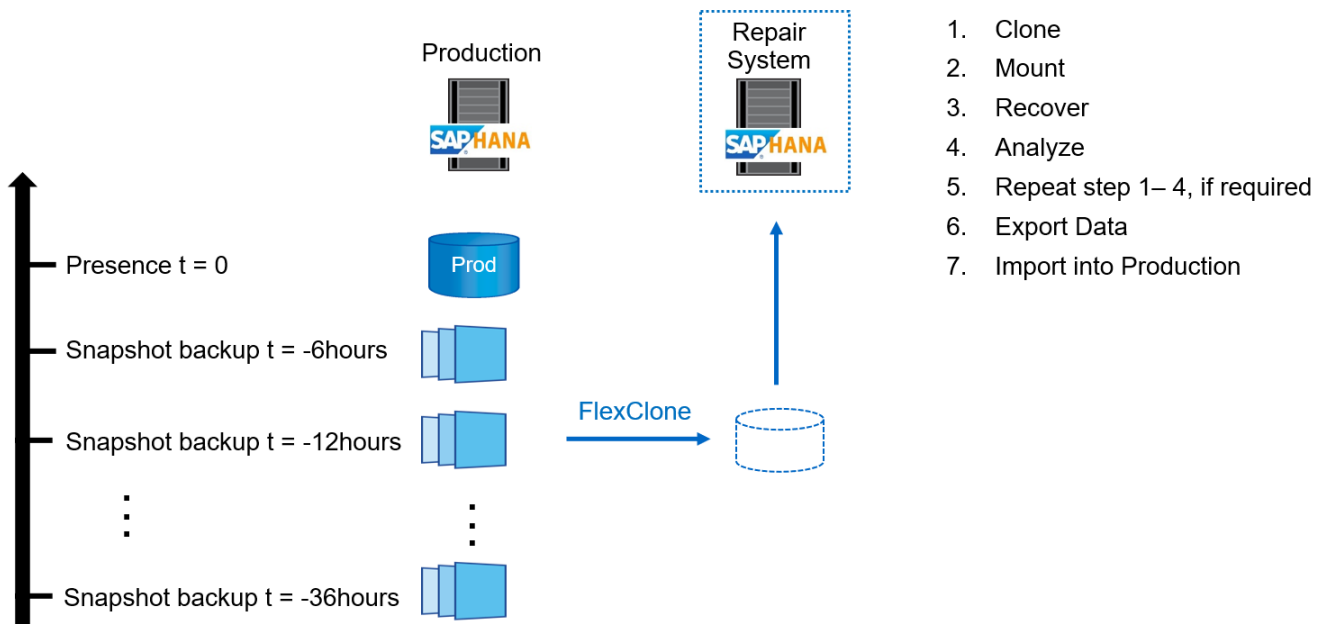 Production
SAP HANA
Repair
System
SAP HANA
1. Clone
2. Mount
3. Recover
4. Analyze
5. Repeat step 1– 4, if required
6. Export Data
7. Import into Production
Presence t = 0
Prod
Snapshot backup t = -6hours
Snapshot backup t = -12hours
FlexClone
Snapshot backup t = -36hours